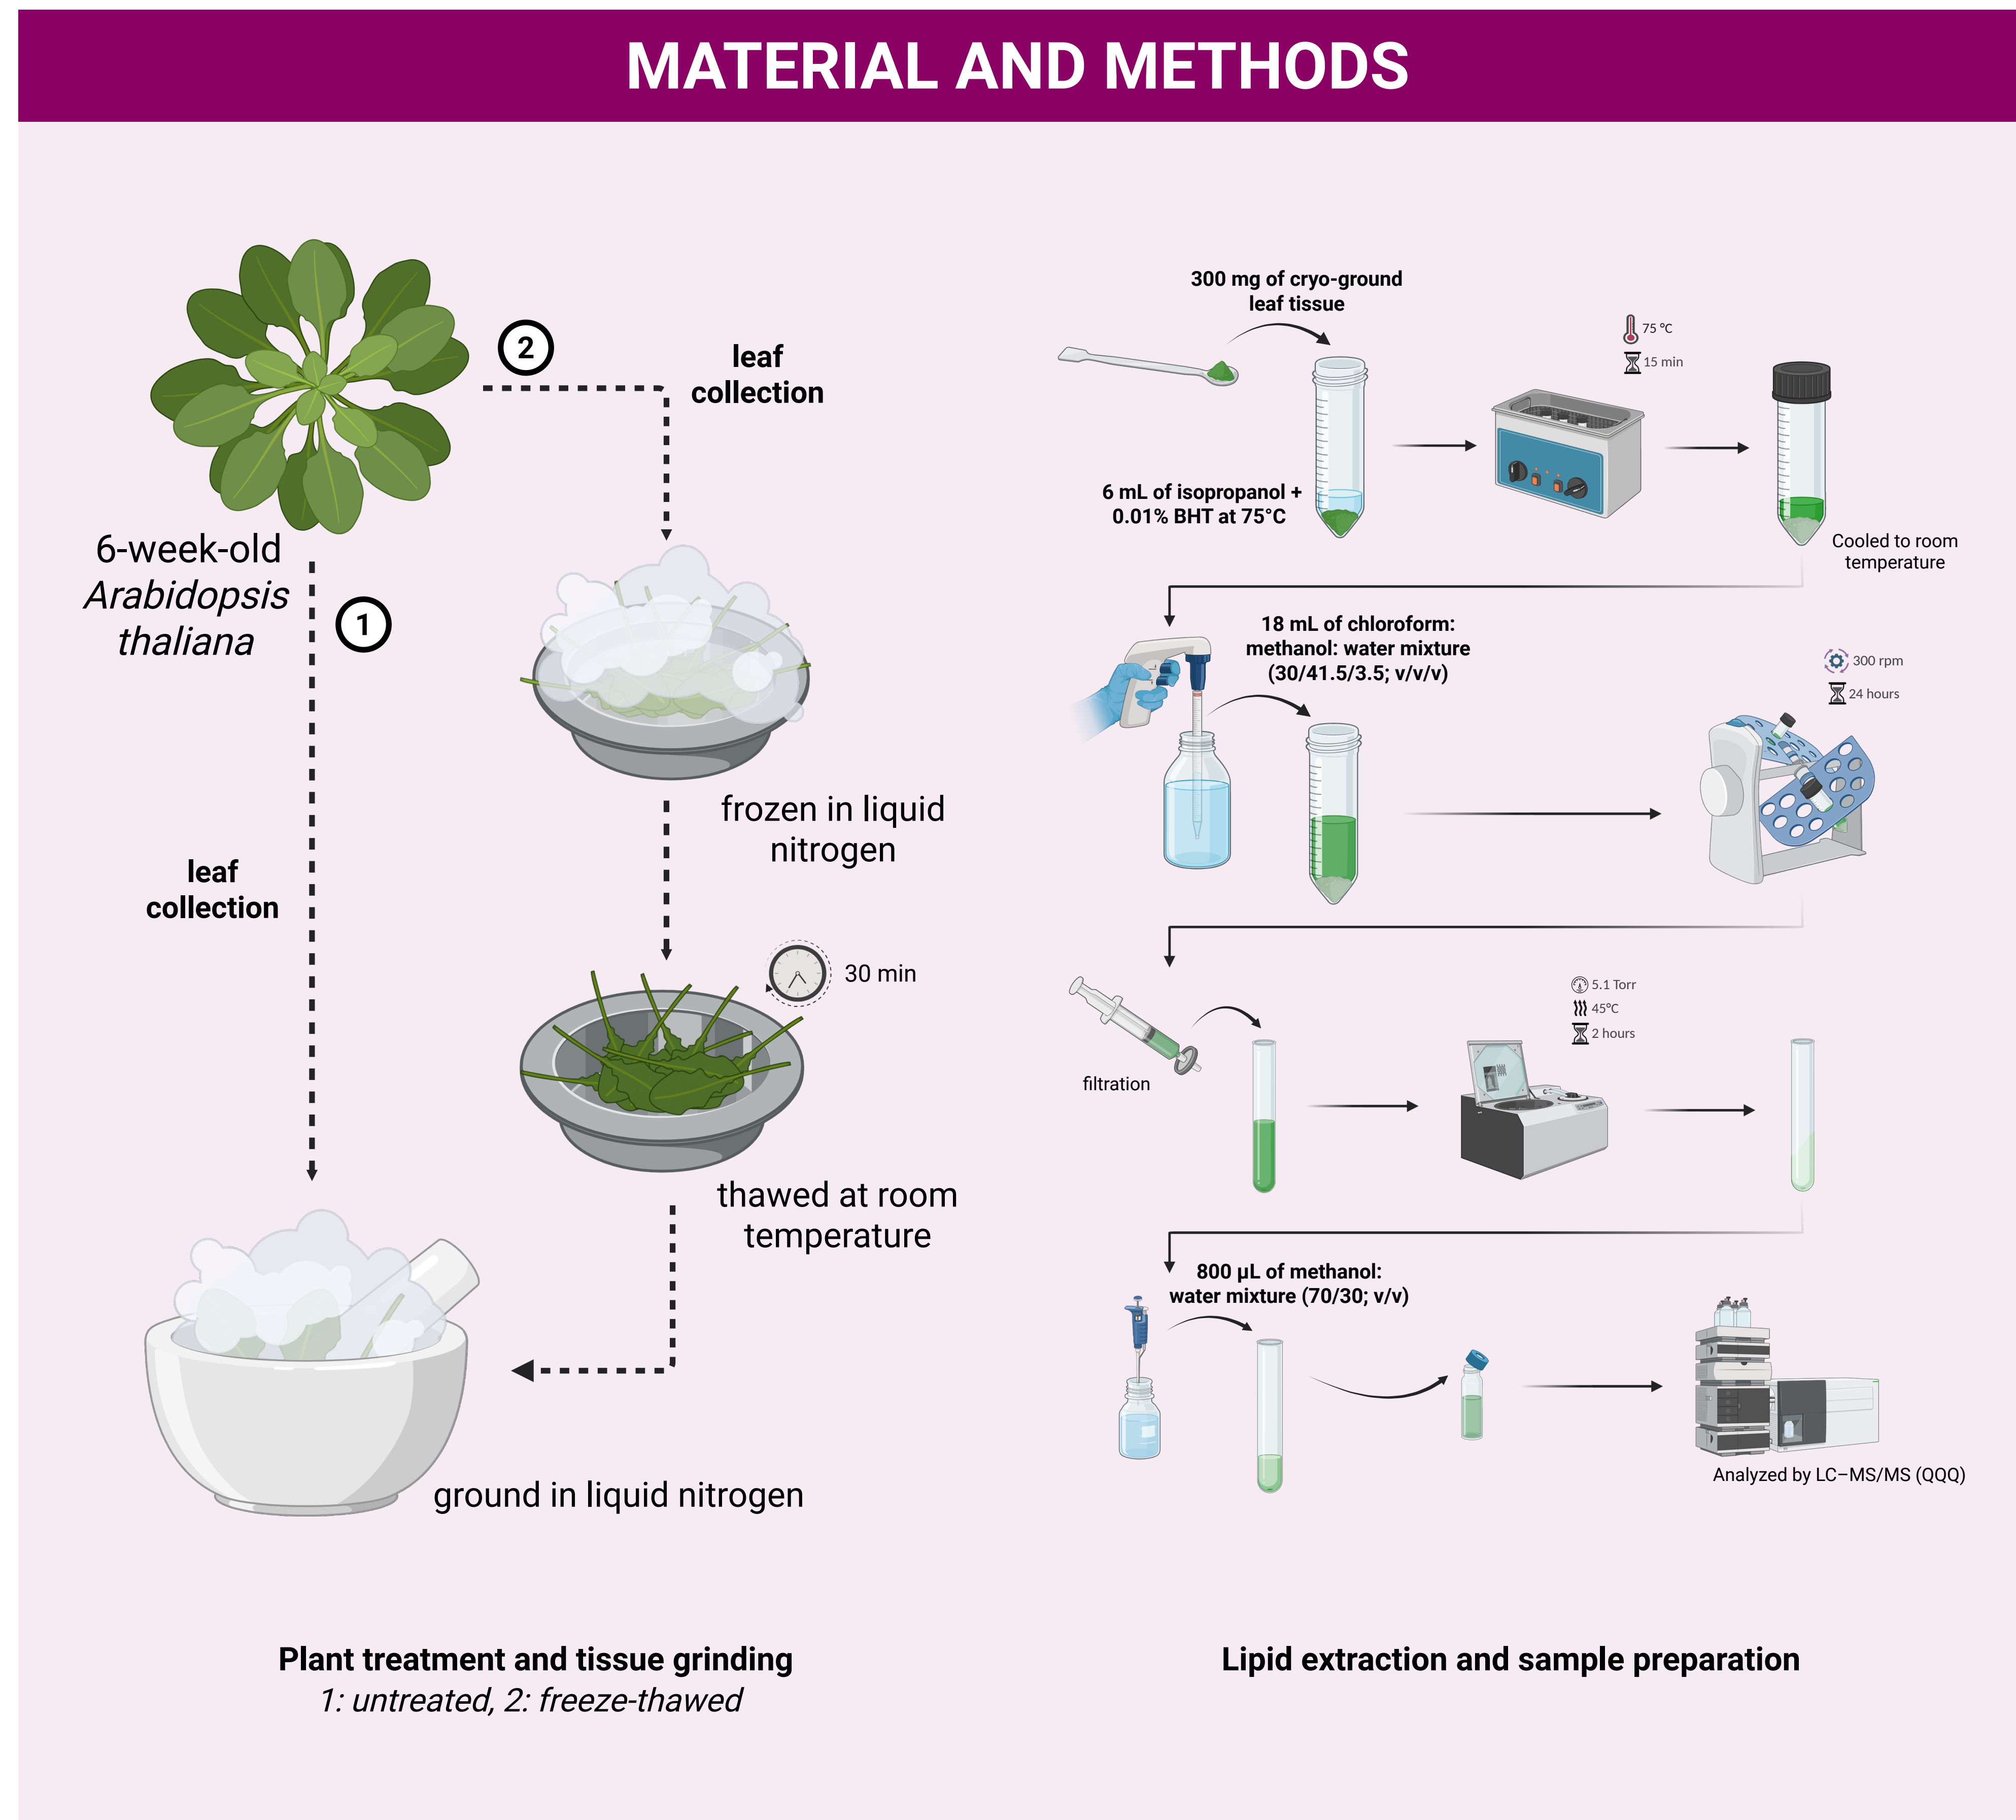 MATERIAL AND METHODS
2
leaf
collection
6-week-old
Arabidopsis
thaliana
1
frozen in liquid
nitrogen
leaf
collection
30 min
thawed at room
temperature
ground in liquid nitrogen
Plant treatment and tissue grinding
1: untreated, 2: freeze-thawed
300 mg of cryo-ground
leaf tissue
75 °C
15 min
6 mL of isopropanol +
0.01% BHT at 75°C
Cooled to room
temperature
18 mL of chloroform:
methanol: water mixture
(30/41.5/3.5; v/v/v)
300 rpm
24 hours
filtration
5.1 Torr
45°C
2 hours
800 µL of methanol:
water mixture (70/30; v/v)
Analyzed by LC–MS/MS (QQQ)
Lipid extraction and sample preparation